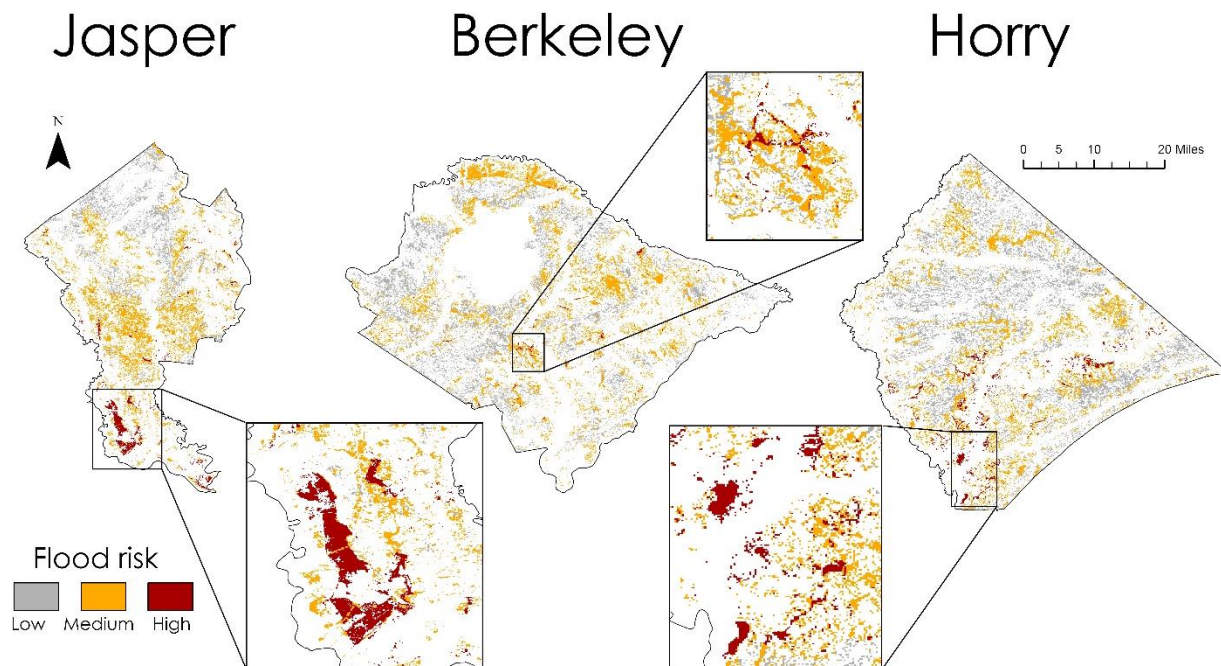 Jasper
Berkeley
Horry
N
0 5 10 20 Miles
Flood risk
Low Medium High